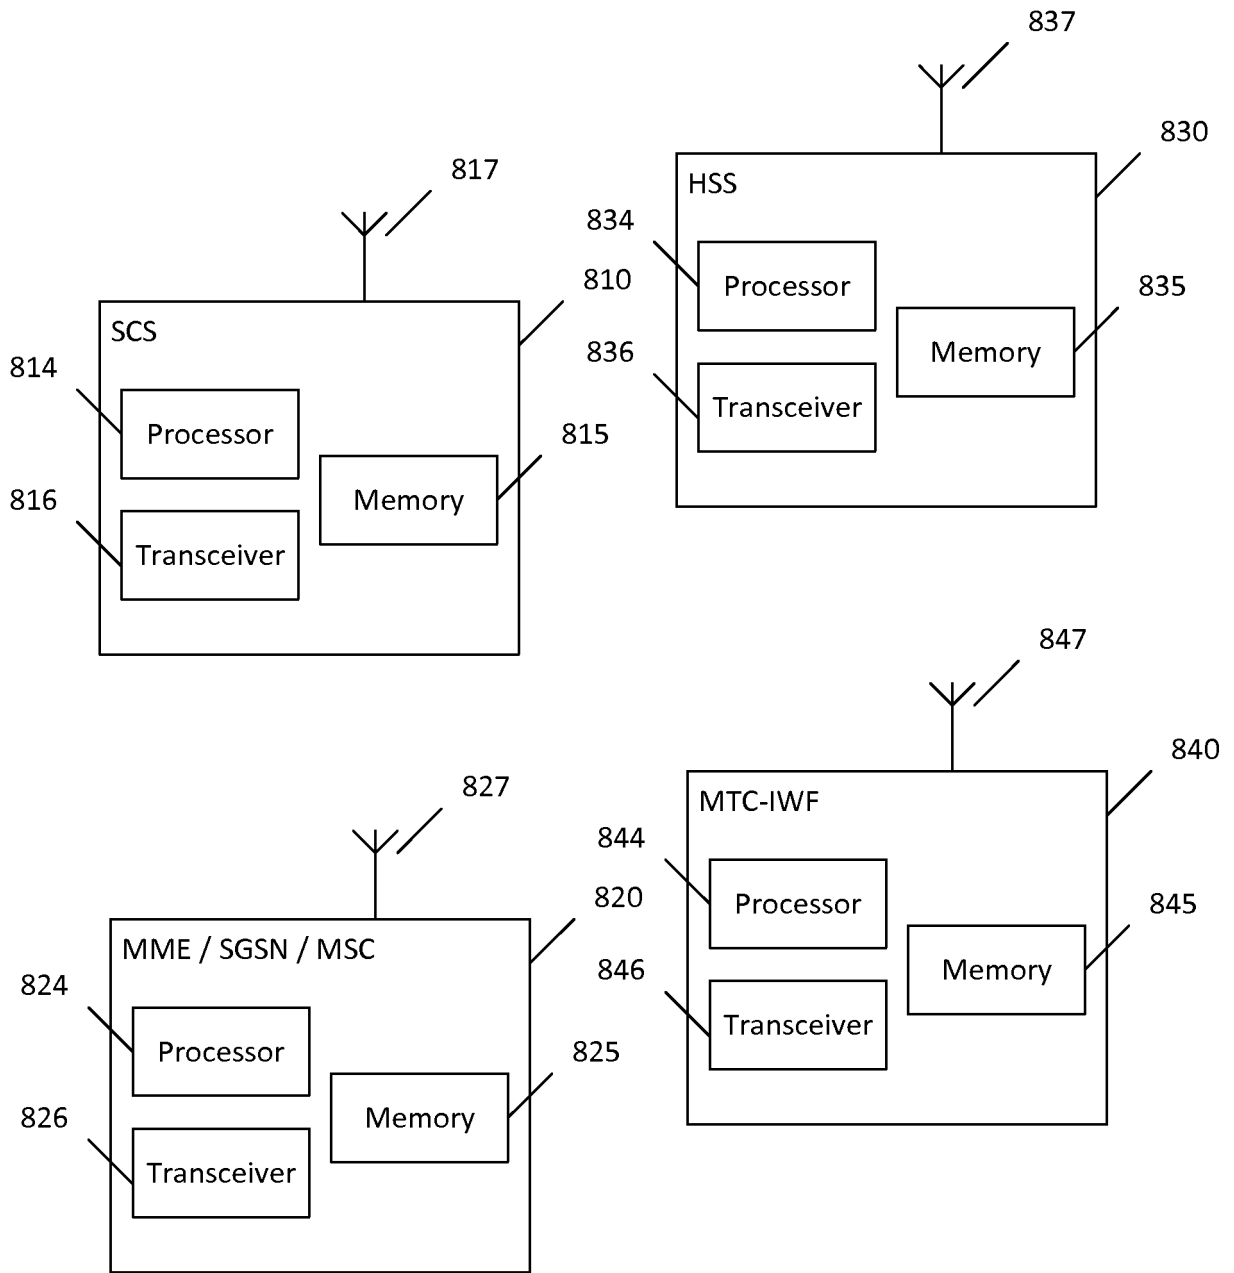 837
830
HSS
834
Processor
835
Memory
836
Transceiver
817
810
SCS
814
Processor
815
Memory
816
Transceiver
847
840
MTC-IWF
844
Processor
845
Memory
846
Transceiver
827
820
MME / SGSN / MSC
824
Processor
825
Memory
826
Transceiver